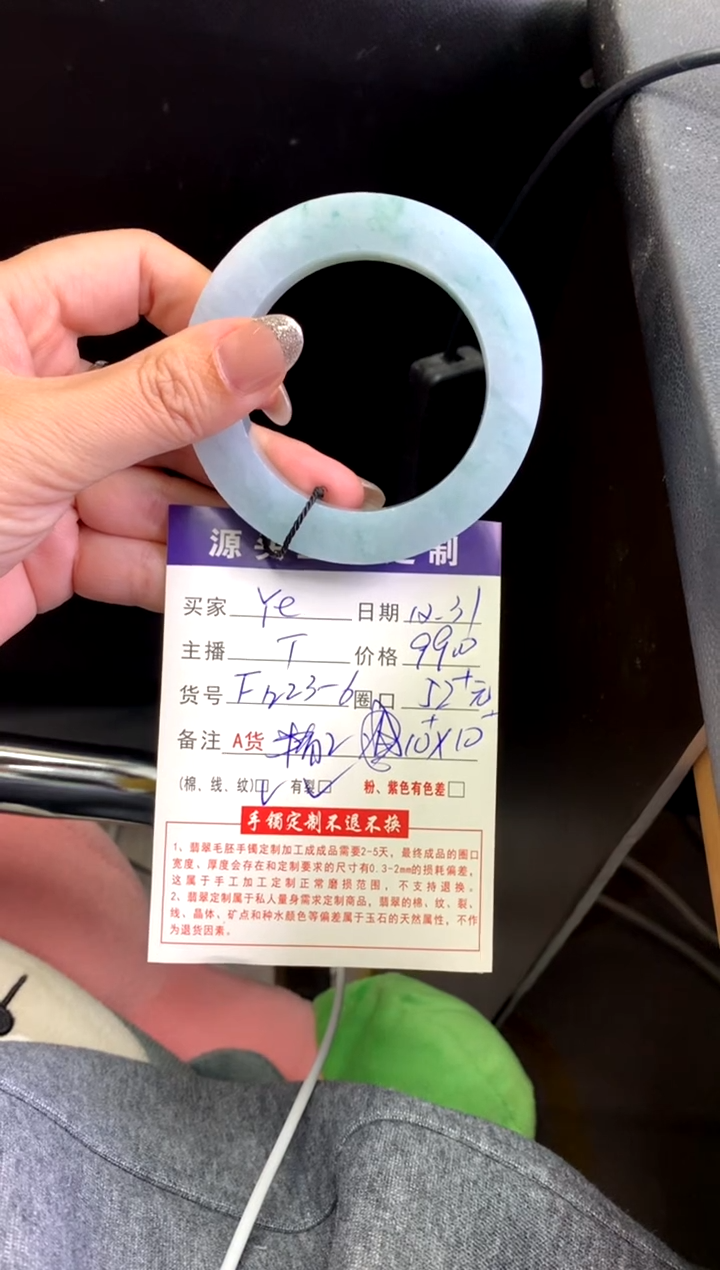 源头 制
买家 Ye 日期 12.31
主播 T 价格 9900
货号 F1223-6 圈口 52+元
备注 A货 10+X10+
(棉、线、纹)☑ 有裂☑ 粉、紫色有色差□
手镯定制不退不换
1、翡翠毛胚手镯定制加工成成品需要2-5天，最终成品的圈口
宽度、厚度会存在和定制要求的尺寸有0.3-2mm的损耗偏差，
这属于手工加工定制正常磨损范围，不支持退换。
2、翡翠定制属于私人量身需求定制商品，翡翠的棉、纹、裂、
线、晶体、矿点和种水颜色等偏差属于玉石的天然属性，不作
为退货因素。